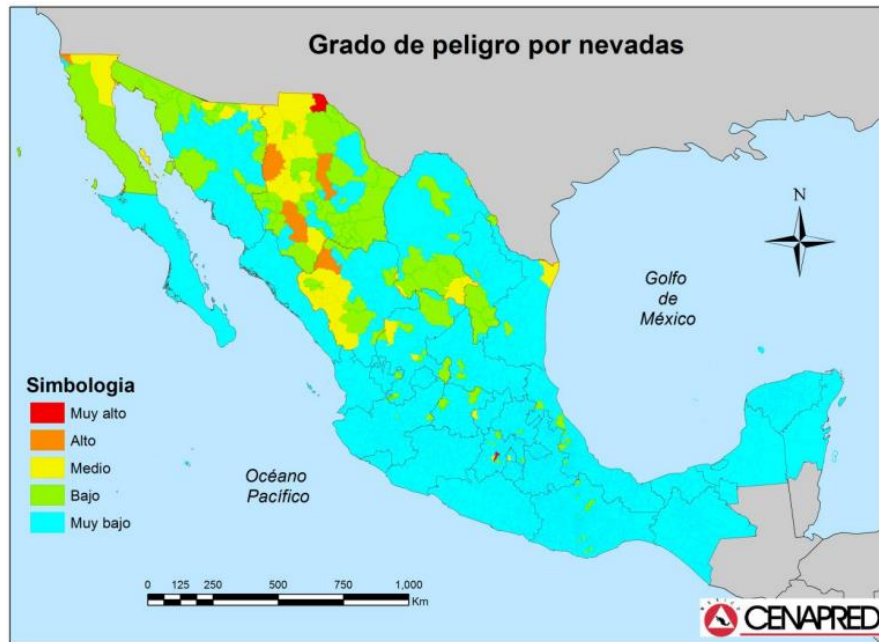 Grado de peligro por nevadas
N
Golfo
de
México
Simbologia
Muy alto
Alto
Medio
Bajo
Muy bajo
Océano
Pacífico
0 125 250 500 750 1,000
Km
CENAPRED